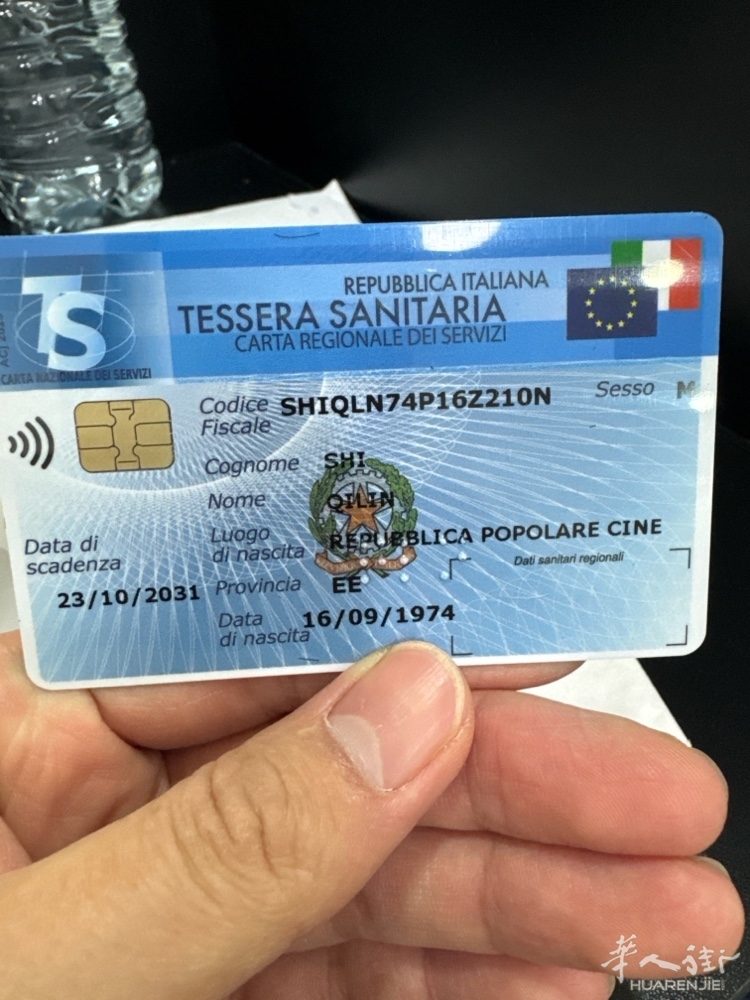 REPUBBLICA ITALIANA
TESSERA SANITARIA
CARTA REGIONALE DEI SERVIZI
TS
CARTA NAZIONALE DEI SERVIZI
Codice Fiscale SHIQLN74P16Z210N
Sesso M
Cognome SHI
Nome QILIN
Luogo di nascita REPUBBLICA POPOLARE CINE
Dati sanitari regionali
Data di scadenza
23/10/2031
Provincia EE
Data di nascita 16/09/1974
華人街
HUARENJIE